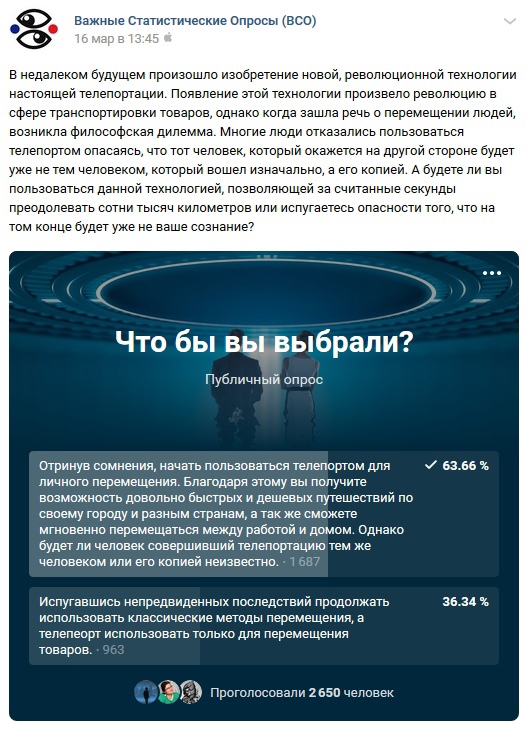 Важные Статистические Опросы (ВСО)
16 мар в 13:45
В недалеком будущем произошло изобретение новой, революционной технологии
настоящей телепортации. Появление этой технологии произвело революцию в
сфере транспортировки товаров, однако когда зашла речь о перемещении людей,
возникла философская дилемма. Многие люди отказались пользоваться
телепортом опасаясь, что тот человек, который окажется на другой стороне будет
уже не тем человеком, который вошел изначально, а его копией. А будете ли вы
пользоваться данной технологией, позволяющей за считанные секунды
преодолевать сотни тысяч километров или испугаетесь опасности того, что на
том конце будет уже не ваше сознание?
Что бы вы выбрали?
Публичный опрос
Отринув сомнения, начать пользоваться телепортом для
личного перемещения. Благодаря этому вы получите
возможность довольно быстрых и дешевых путешествий по
своему городу и разным странам, а так же сможете
мгновенно перемещаться между работой и домом. Однако
будет ли человек совершивший телепортацию тем же
человеком или его копией неизвестно. · 1 687
63.66 %
Испугавшись непредвиденных последствий продолжать
использовать классические методы перемещения, а
телепеорт использовать только для перемещения
товаров. · 963
36.34 %
Проголосовали 2 650 человек